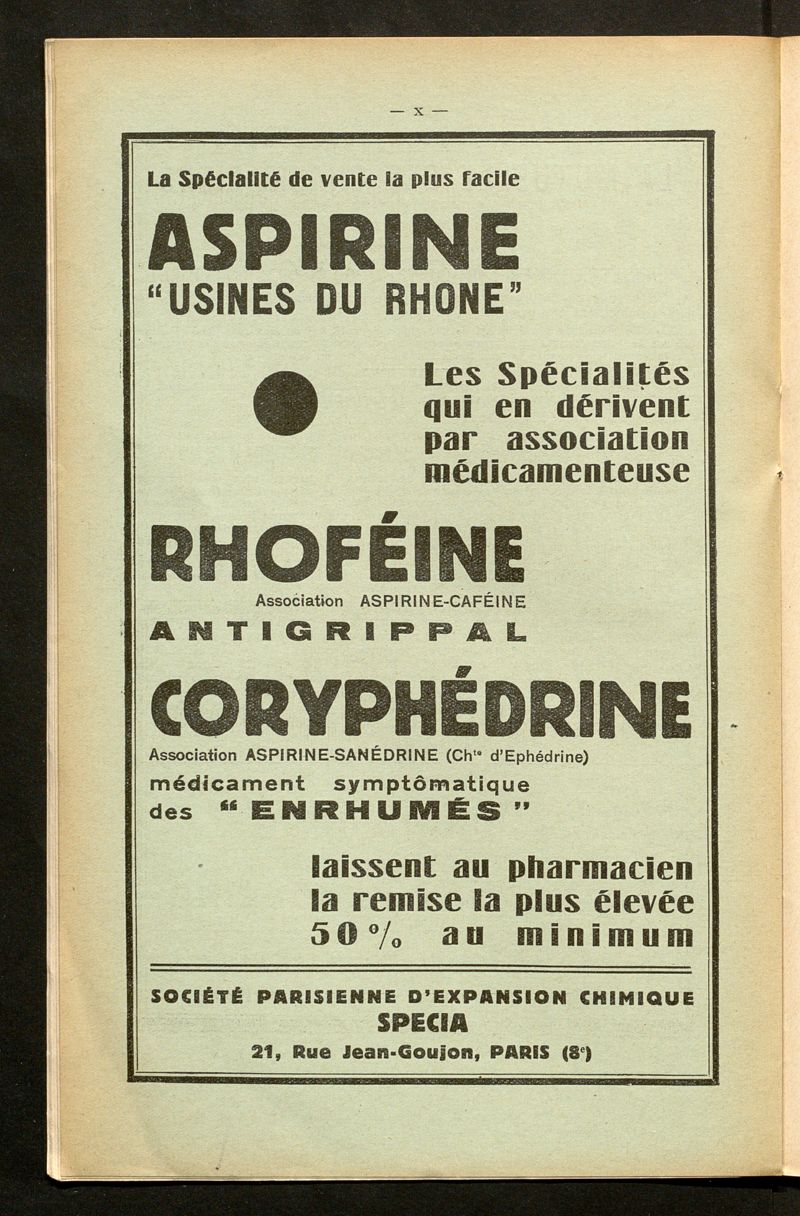 — X —
La Spécialité de vente la plus facile
ASPIRINE
“USINES DU RHONE”
Les Spécialités
qui en dérivent
par association
médicamenteuse
RHOFÉINE
Association ASPIRINE-CAFÉINE
ANTIGRIPPAL
CORYPHÉDRINE
Association ASPIRINE-SANÉDRINE (Chte d'Ephédrine)
médicament symptômatique
des “ENRHUMÉS”
laissent au pharmacien
la remise la plus élevée
50% au minimum
SOCIÉTÉ PARISIENNE D'EXPANSION CHIMIQUE
SPECIA
21, Rue Jean-Goujon, PARIS (8e)